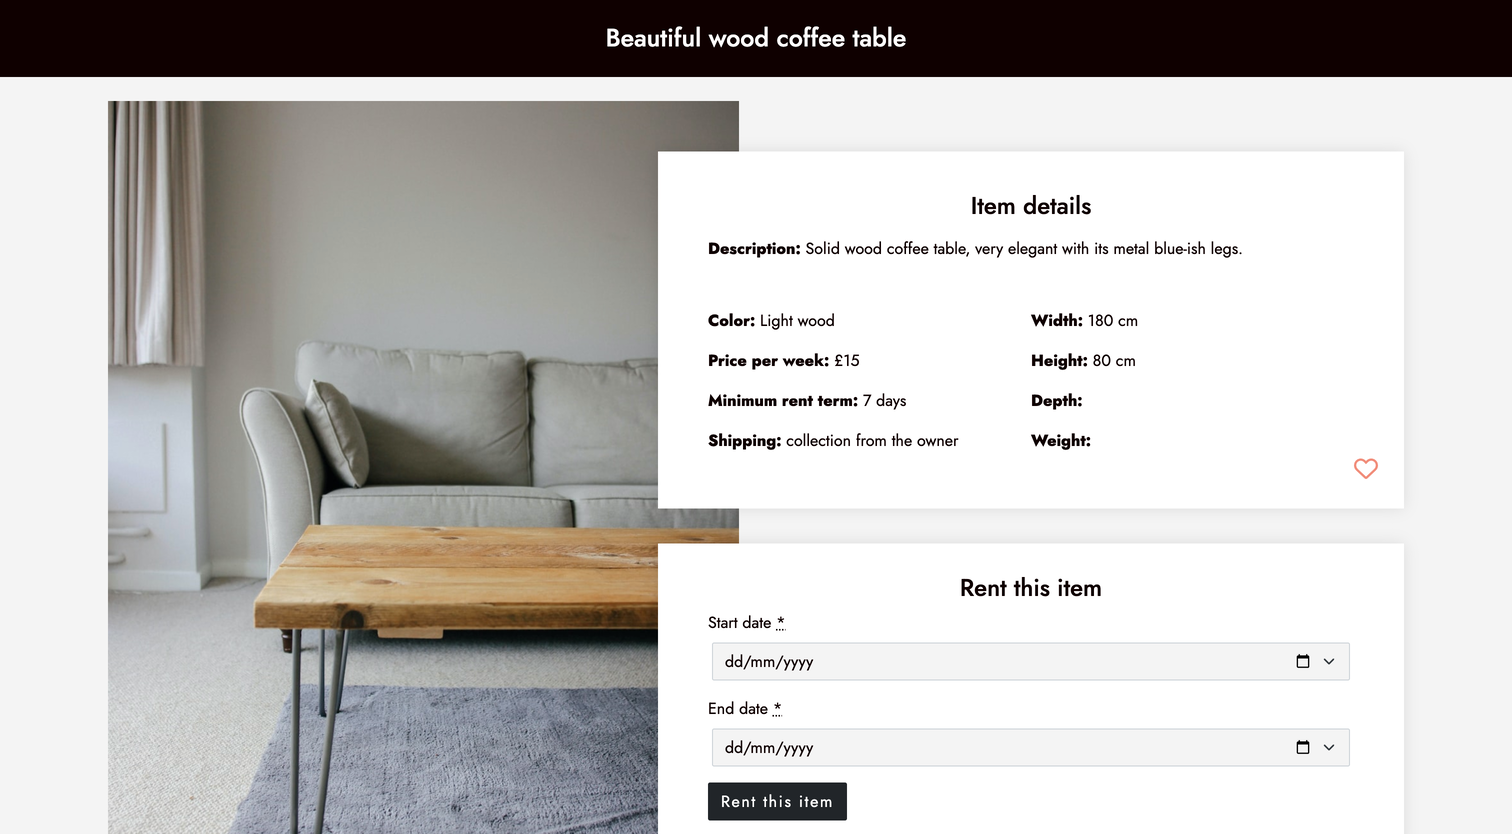 Beautiful wood coffee table
Item details
Description: Solid wood coffee table, very elegant with its metal blue-ish legs.
Color: Light wood
Width: 180 cm
Price per week: £15
Height: 80 cm
Minimum rent term: 7 days
Depth:
Shipping: collection from the owner
Weight:
Rent this item
Start date *
dd/mm/yyyy
End date *
dd/mm/yyyy
Rent this item